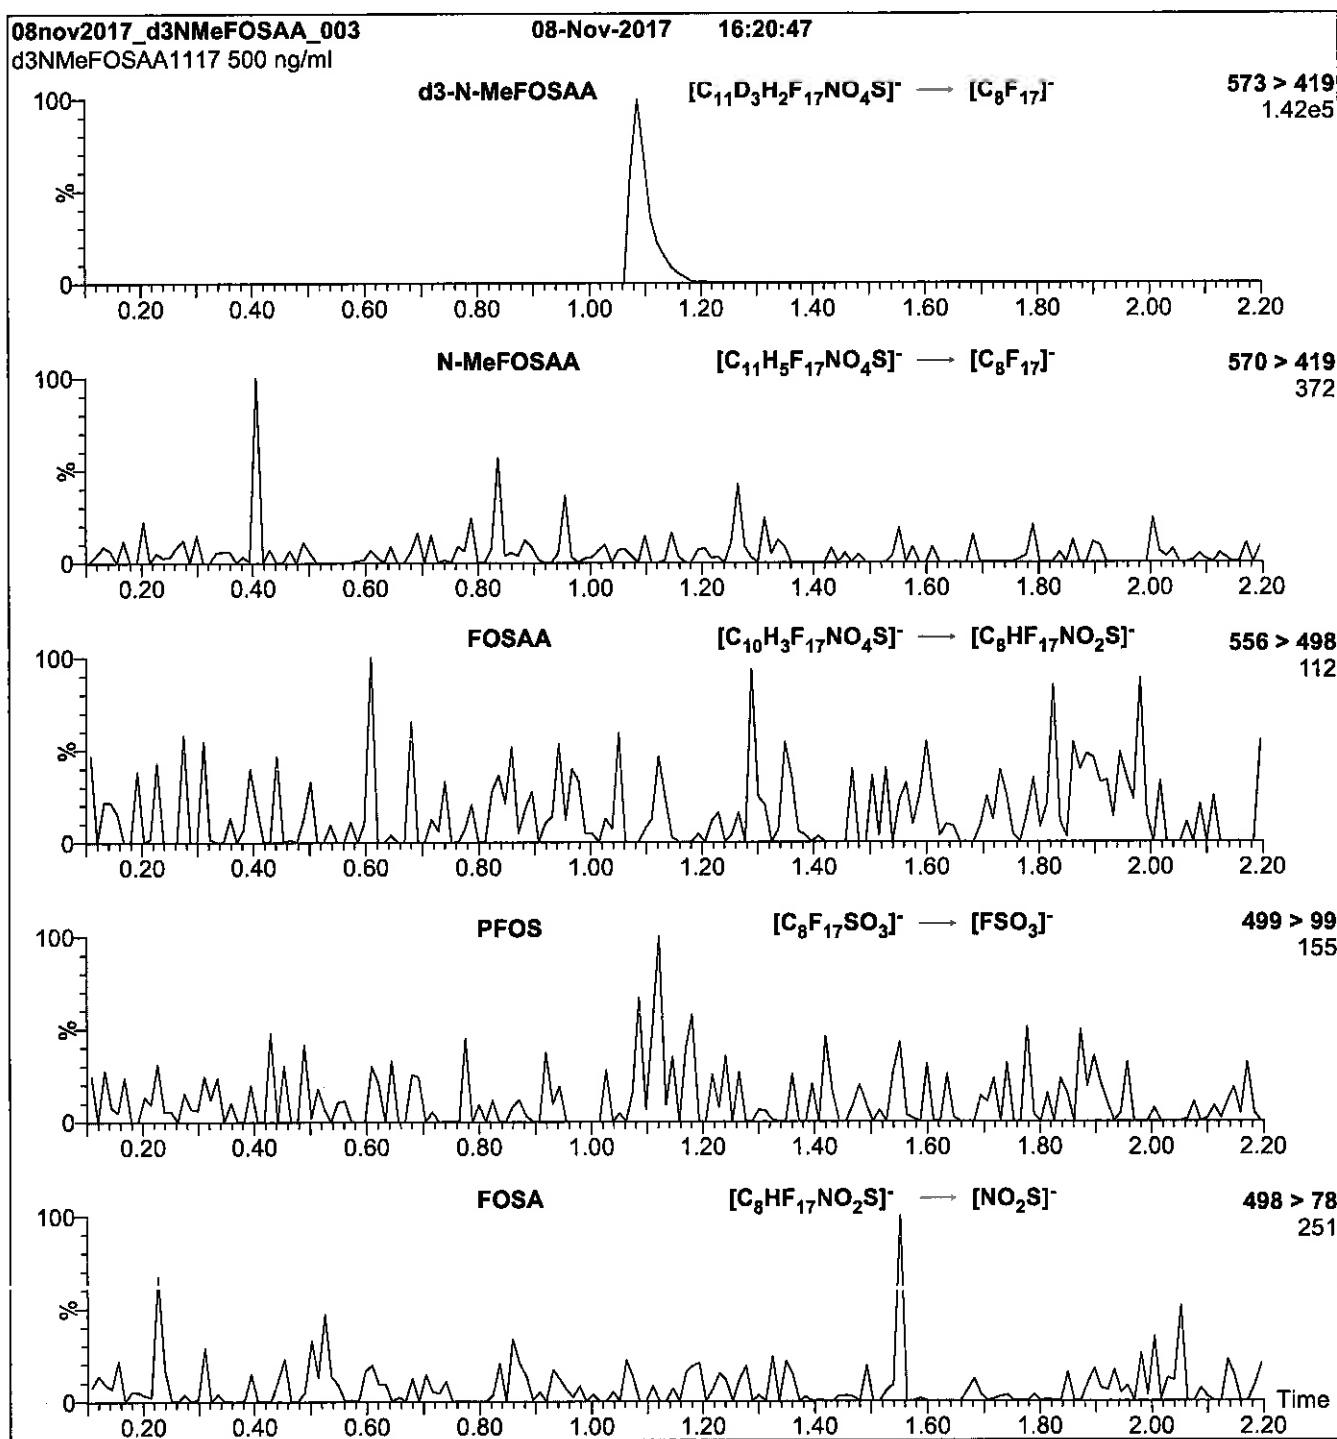 08nov2017_d3NMeFOSAA_003 08-Nov-2017 16:20:47
d3NMeFOSAA1117 500 ng/ml
d3-N-MeFOSAA [C₁₁D₃H₂F₁₇NO₄S]⁻ → [C₈F₁₇]⁻ 573 > 419
1.42e5
100
%
0
0.20 0.40 0.60 0.80 1.00 1.20 1.40 1.60 1.80 2.00 2.20
N-MeFOSAA [C₁₁H₅F₁₇NO₄S]⁻ → [C₈F₁₇]⁻ 570 > 419
372
100
%
0
0.20 0.40 0.60 0.80 1.00 1.20 1.40 1.60 1.80 2.00 2.20
FOSAA [C₁₀H₃F₁₇NO₄S]⁻ → [C₈HF₁₇NO₂S]⁻ 556 > 498
112
100
%
0
0.20 0.40 0.60 0.80 1.00 1.20 1.40 1.60 1.80 2.00 2.20
PFOS [C₈F₁₇SO₃]⁻ → [FSO₃]⁻ 499 > 99
155
100
%
0
0.20 0.40 0.60 0.80 1.00 1.20 1.40 1.60 1.80 2.00 2.20
FOSA [C₈HF₁₇NO₂S]⁻ → [NO₂S]⁻ 498 > 78
251
100
%
0 Time
0.20 0.40 0.60 0.80 1.00 1.20 1.40 1.60 1.80 2.00 2.20